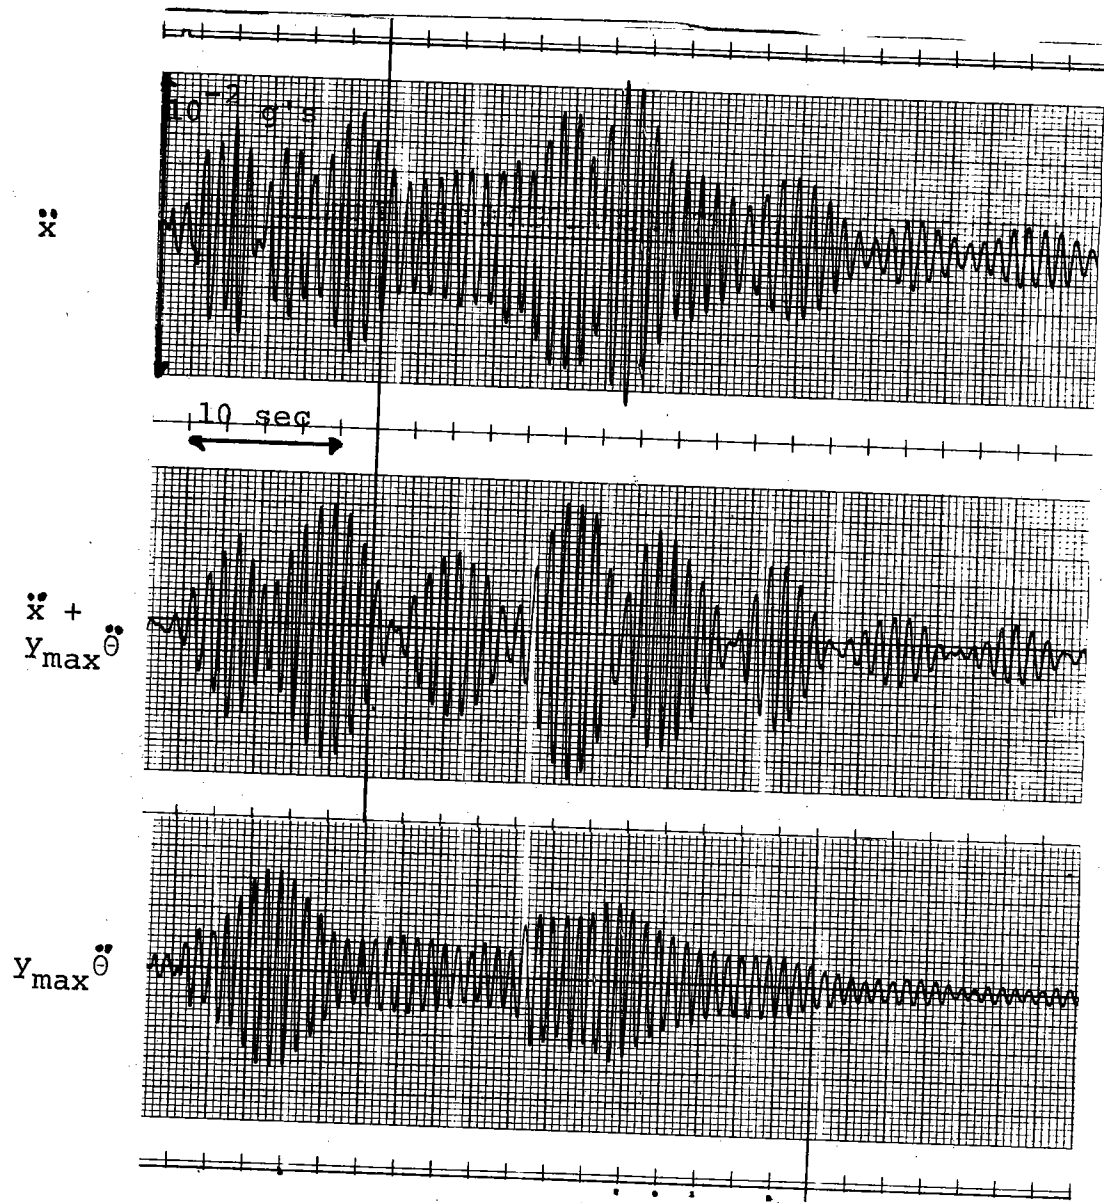 10⁻² g's
ẍ
10 sec
ẍ +
y_max θ̈
y_max θ̈